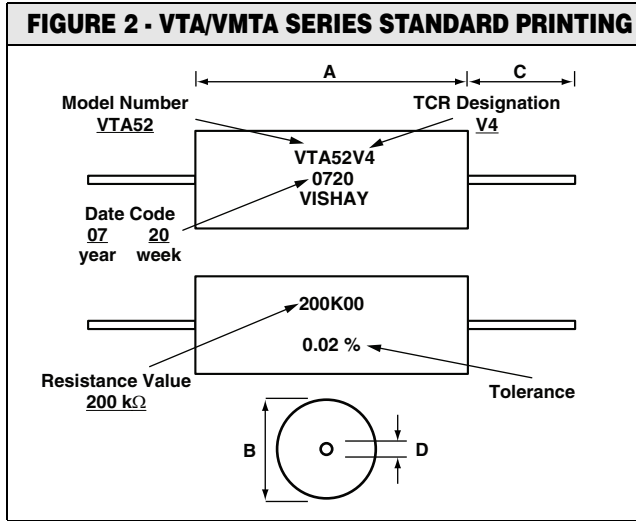 FIGURE 2 - VTA/VMTA SERIES STANDARD PRINTING
A
C
Model Number
VTA52
TCR Designation
V4
VTA52V4
0720
VISHAY
Date Code
07 20
year week
200K00
0.02 %
Resistance Value
200 kΩ
Tolerance
B
D